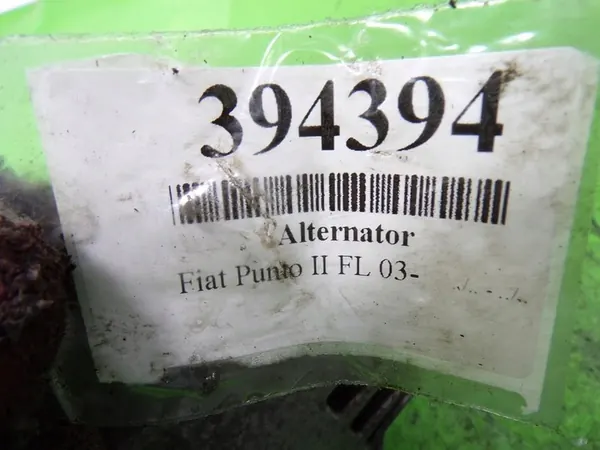 394394
Alternator
Fiat Punto II FL 03-